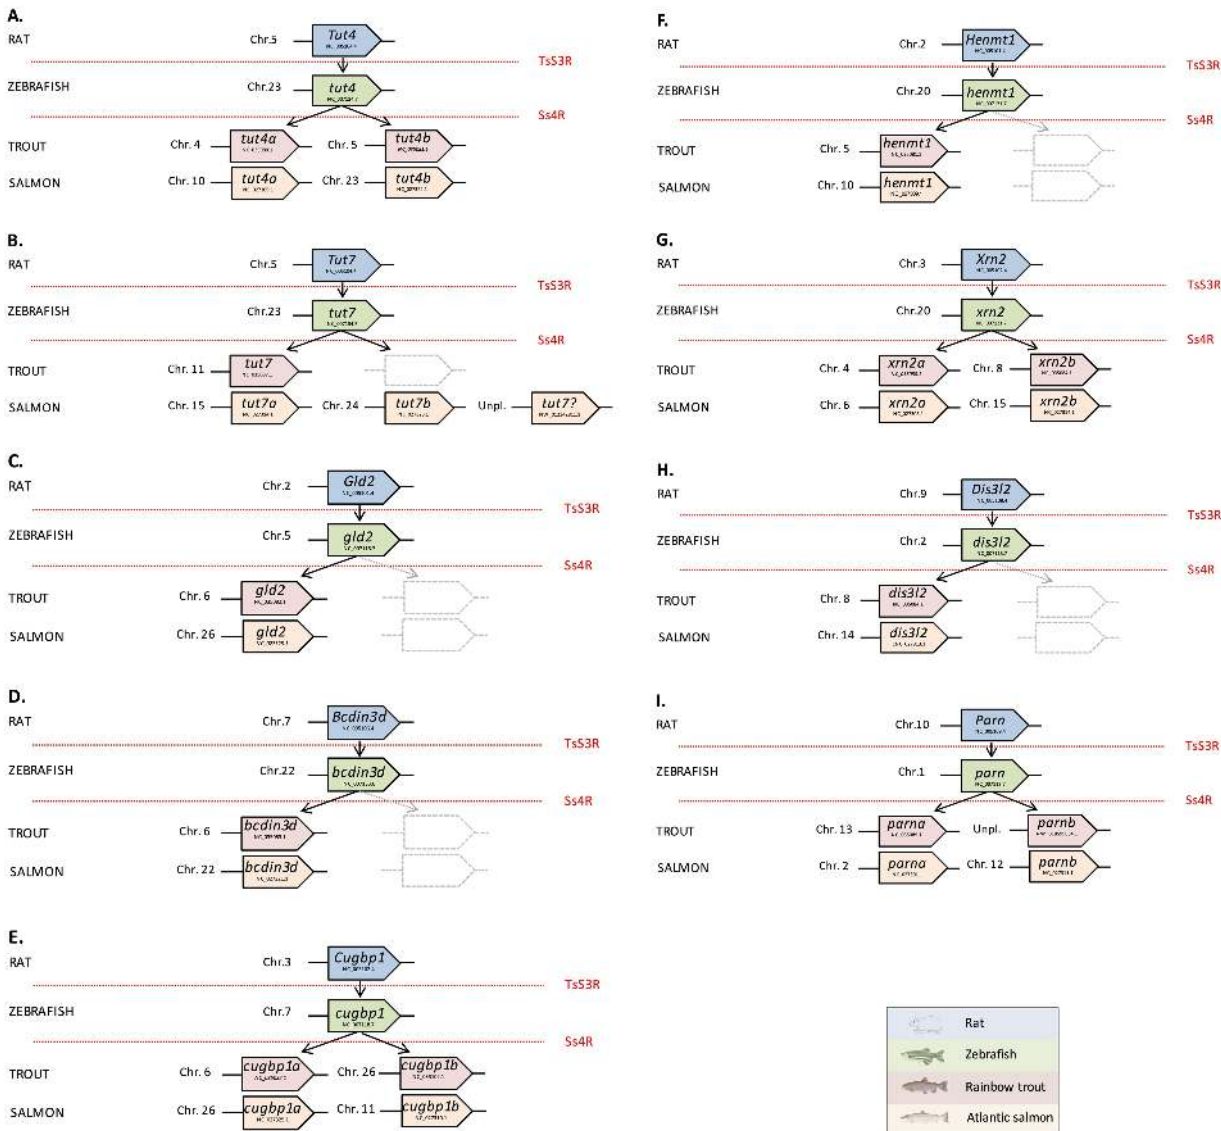 A.
RAT
Chr.5
Tut4
TsS3R
ZEBRAFISH
Chr.23
tut4
Ss4R
TROUT
Chr. 4
tut4a
Chr. 5
tut4b
SALMON
Chr. 10
tut4a
Chr. 23
tut4b
B.
RAT
Chr.5
Tut7
TsS3R
ZEBRAFISH
Chr.23
tut7
Ss4R
TROUT
Chr. 11
tut7
SALMON
Chr. 15
tut7a
Chr. 24
tut7b
Unpl.
tut7?
C.
RAT
Chr.2
Gld2
TsS3R
ZEBRAFISH
Chr.5
gld2
Ss4R
TROUT
Chr. 6
gld2
SALMON
Chr. 26
gld2
D.
RAT
Chr.7
Bcdin3d
TsS3R
ZEBRAFISH
Chr.22
bcdin3d
Ss4R
TROUT
Chr. 6
bcdin3d
SALMON
Chr. 22
bcdin3d
E.
RAT
Chr.3
Cugbp1
TsS3R
ZEBRAFISH
Chr.7
cugbp1
Ss4R
TROUT
Chr. 6
cugbp1a
Chr. 26
cugbp1b
SALMON
Chr. 26
cugbp1a
Chr. 11
cugbp1b
F.
RAT
Chr.2
Henmt1
TsS3R
ZEBRAFISH
Chr.20
henmt1
Ss4R
TROUT
Chr. 5
henmt1
SALMON
Chr. 10
henmt1
G.
RAT
Chr.3
Xrn2
TsS3R
ZEBRAFISH
Chr.20
xrn2
Ss4R
TROUT
Chr. 4
xrn2a
Chr. 8
xrn2b
SALMON
Chr. 6
xrn2a
Chr. 15
xrn2b
H.
RAT
Chr.9
Dis3l2
TsS3R
ZEBRAFISH
Chr.2
dis3l2
Ss4R
TROUT
Chr. 8
dis3l2
SALMON
Chr. 14
dis3l2
I.
RAT
Chr.10
Parn
TsS3R
ZEBRAFISH
Chr.1
parn
Ss4R
TROUT
Chr. 13
parna
Unpl.
parnb
SALMON
Chr. 2
parna
Chr. 12
parnb
Rat
Zebrafish
Rainbow trout
Atlantic salmon